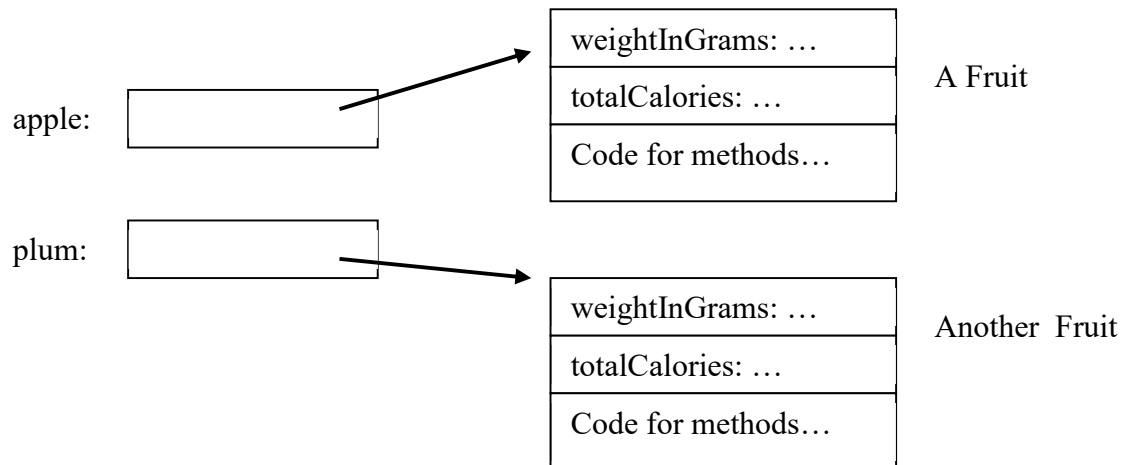 weightInGrams: …
A Fruit
totalCalories: …
apple:
Code for methods…
plum:
weightInGrams: …
Another Fruit
totalCalories: …
Code for methods…